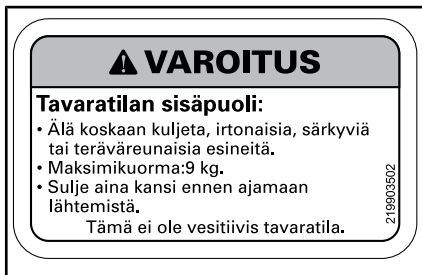 VAROITUS
Tavaratilan sisäpuoli:
• Älä koskaan kuljeta, irtonaisia, särkyviä
tai teräväreunaisia esineitä.
• Maksimikuorma:9 kg.
• Sulje aina kansi ennen ajamaan
lähtemistä.
Tämä ei ole vesitiivis tavaratila.
219903502